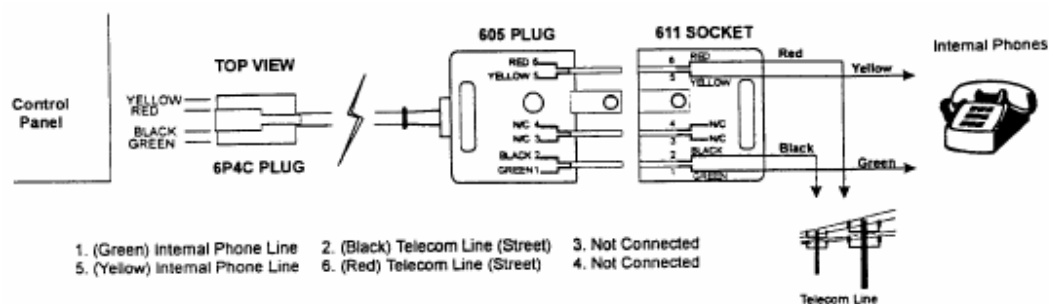 605 PLUG
611 SOCKET
Internal Phones
RED 6
YELLOW 5
6 RED
5
YELLOW
Red
Yellow
TOP VIEW
Control
Panel
YELLOW
RED
BLACK
GREEN
6P4C PLUG
N/C 4
N/C 3
BLACK 2
GREEN 1
4 N/C
3 N/C
2 BLACK
1 GREEN
Black
Green
1. (Green) Internal Phone Line 2. (Black) Telecom Line (Street) 3. Not Connected
5. (Yellow) Internal Phone Line 6. (Red) Telecom Line (Street) 4. Not Connected
Telecom Line